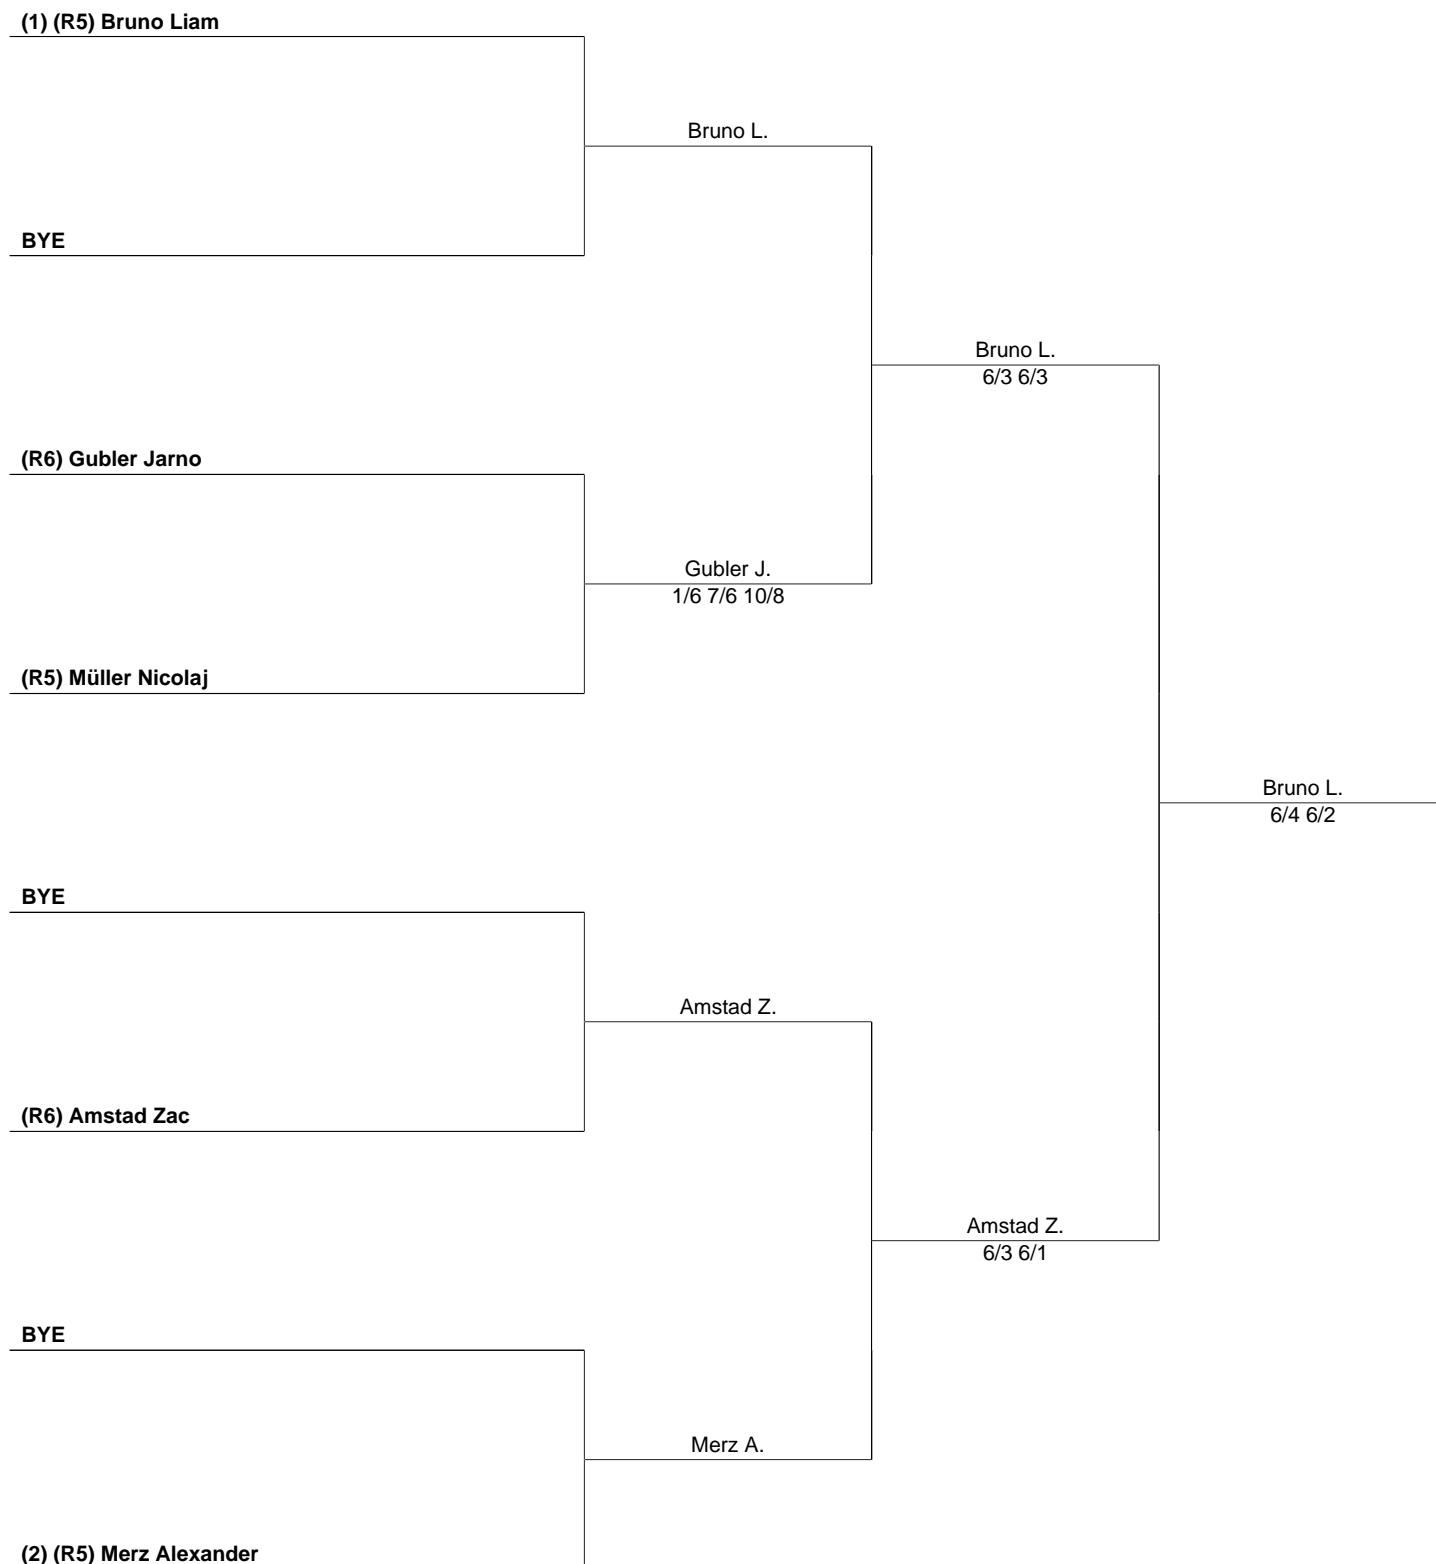 (1) (R5) Bruno Liam
Bruno L.
BYE
Bruno L.
6/3 6/3
(R6) Gubler Jarno
Gubler J.
1/6 7/6 10/8
(R5) Müller Nicolaj
Bruno L.
6/4 6/2
BYE
Amstad Z.
(R6) Amstad Zac
Amstad Z.
6/3 6/1
BYE
Merz A.
(2) (R5) Merz Alexander